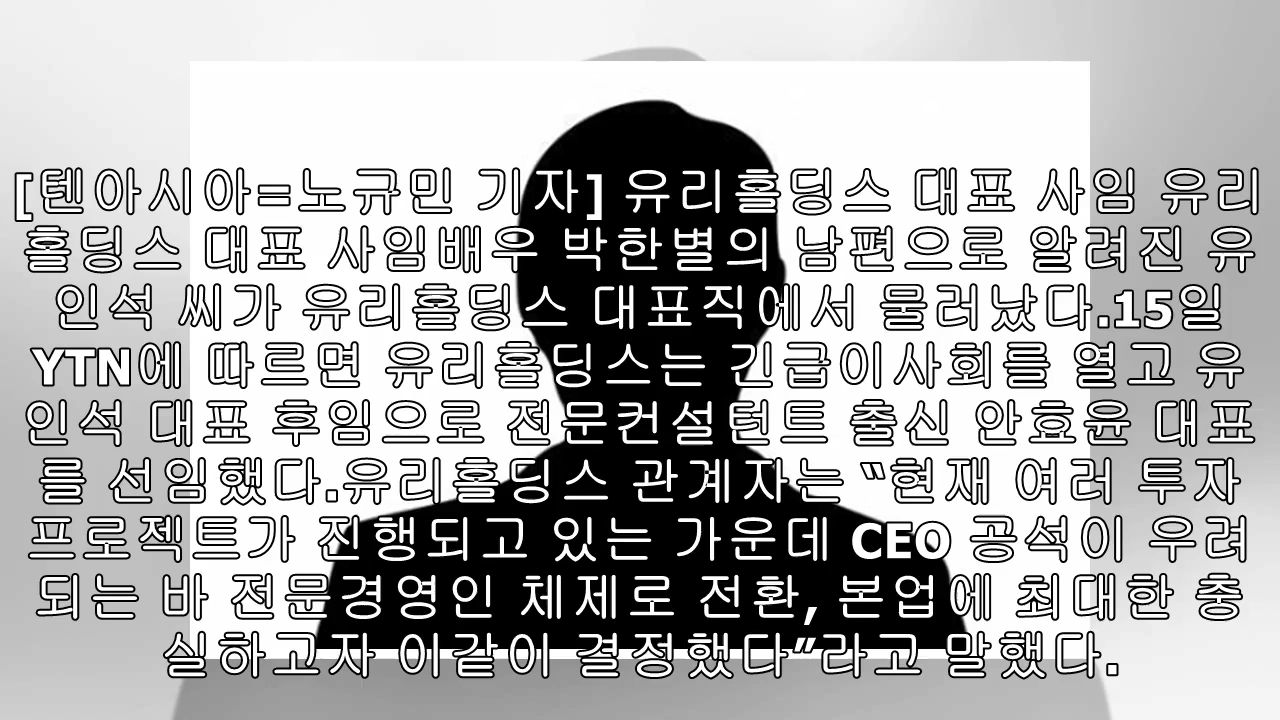 [텐아시아=노규민 기자] 유리홀딩스 대표 사임 유리
홀딩스 대표 사임배우 박한별의 남편으로 알려진 유
인석 씨가 유리홀딩스 대표직에서 물러났다.15일
YTN에 따르면 유리홀딩스는 긴급이사회를 열고 유
인석 대표 후임으로 전문컨설턴트 출신 안효윤 대표
를 선임했다.유리홀딩스 관계자는 “현재 여러 투자
프로젝트가 진행되고 있는 가운데 CEO 공석이 우려
되는 바 전문경영인 체제로 전환, 본업에 최대한 충
실하고자 이같이 결정했다”라고 말했다.